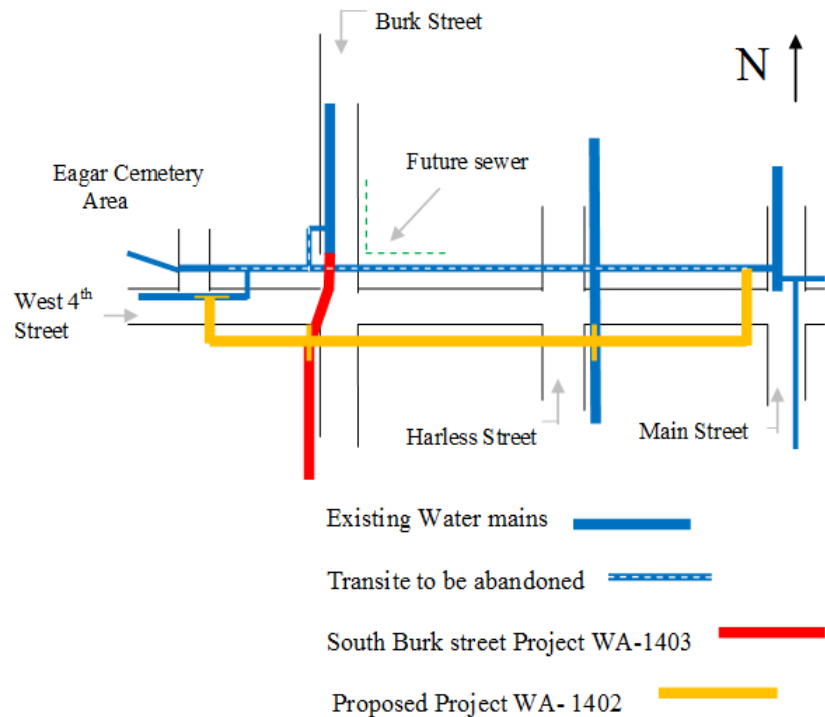 Burk Street
N
Future sewer
Eagar Cemetery
Area
West 4th
Street
Harless Street
Main Street
Existing Water mains
Transite to be abandoned
South Burk street Project WA-1403
Proposed Project WA- 1402